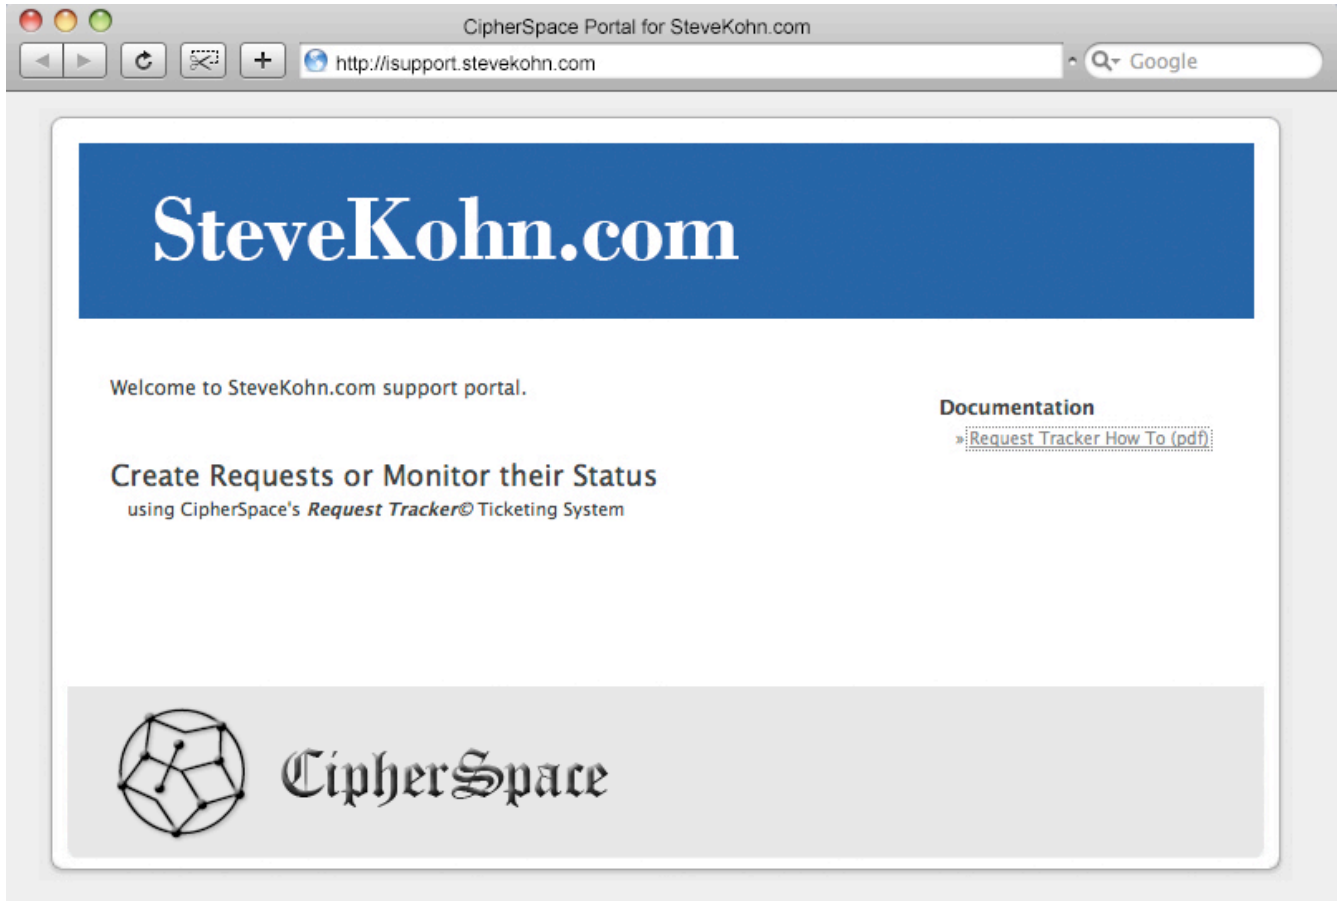 CipherSpace Portal for SteveKohn.com
http://isupport.stevekohn.com
Google
SteveKohn.com
Welcome to SteveKohn.com support portal.
Documentation
»Request Tracker How To (pdf)
Create Requests or Monitor their Status
using CipherSpace's Request Tracker© Ticketing System
CipherSpace